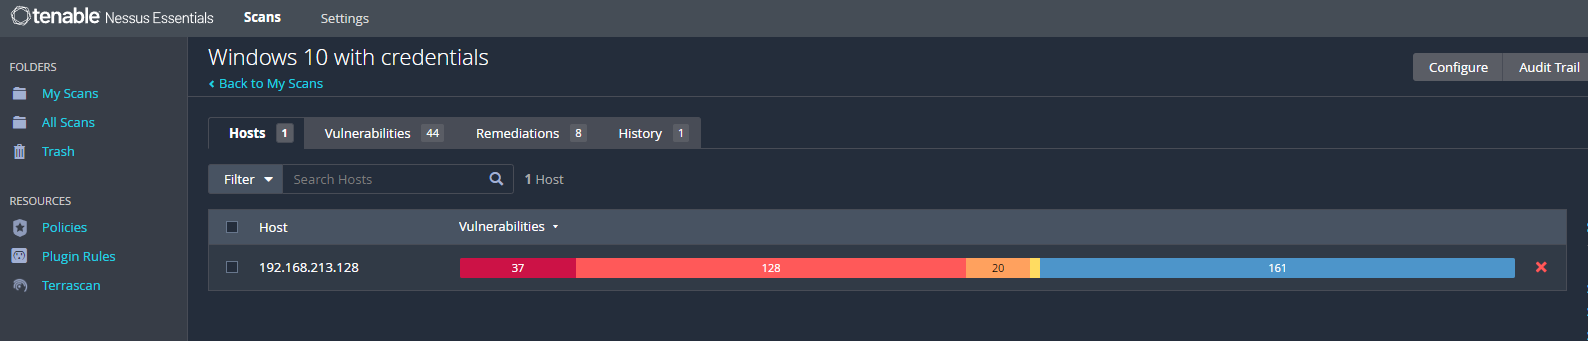 tenable Nessus Essentials Scans Settings
FOLDERS
My Scans
All Scans
Trash
RESOURCES
Policies
Plugin Rules
Terrascan
Windows 10 with credentials
Back to My Scans
Configure Audit Trail
Hosts 1 Vulnerabilities 44 Remediations 8 History 1
Filter Search Hosts 1 Host
Host Vulnerabilities
192.168.213.128 37 128 20 161